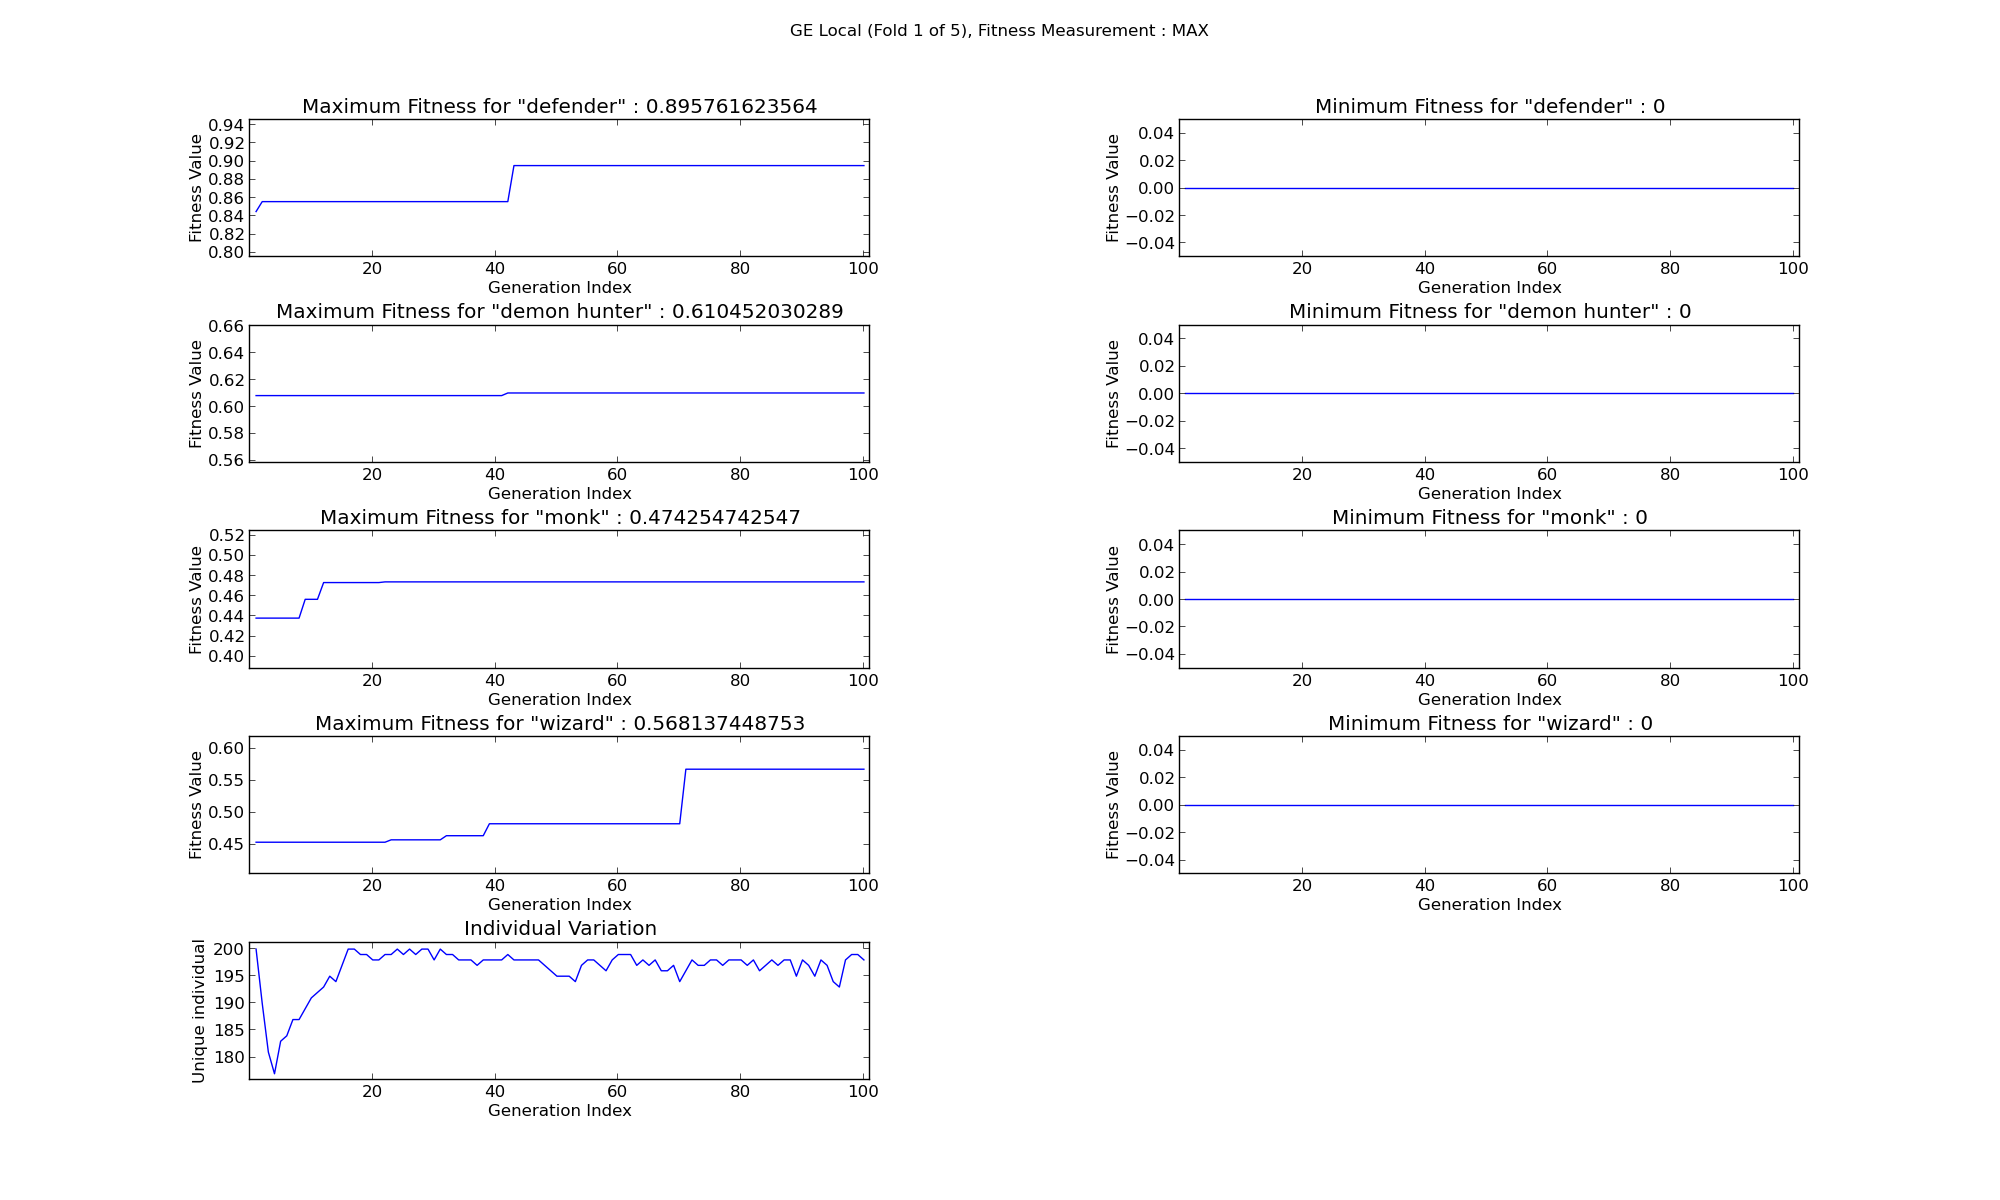 GE Local (Fold 1 of 5), Fitness Measurement : MAX
Maximum Fitness for "defender" : 0.895761623564
Fitness Value
0.94
0.92
0.90
0.88
0.86
0.84
0.82
0.80
20 40 60 80 100
Generation Index
Minimum Fitness for "defender" : 0
Fitness Value
0.04
0.02
0.00
−0.02
−0.04
20 40 60 80 100
Generation Index
Maximum Fitness for "demon hunter" : 0.610452030289
Fitness Value
0.66
0.64
0.62
0.60
0.58
0.56
20 40 60 80 100
Generation Index
Minimum Fitness for "demon hunter" : 0
Fitness Value
0.04
0.02
0.00
−0.02
−0.04
20 40 60 80 100
Generation Index
Maximum Fitness for "monk" : 0.474254742547
Fitness Value
0.52
0.50
0.48
0.46
0.44
0.42
0.40
20 40 60 80 100
Generation Index
Minimum Fitness for "monk" : 0
Fitness Value
0.04
0.02
0.00
−0.02
−0.04
20 40 60 80 100
Generation Index
Maximum Fitness for "wizard" : 0.568137448753
Fitness Value
0.60
0.55
0.50
0.45
20 40 60 80 100
Generation Index
Minimum Fitness for "wizard" : 0
Fitness Value
0.04
0.02
0.00
−0.02
−0.04
20 40 60 80 100
Generation Index
Individual Variation
Unique individual
200
195
190
185
180
20 40 60 80 100
Generation Index